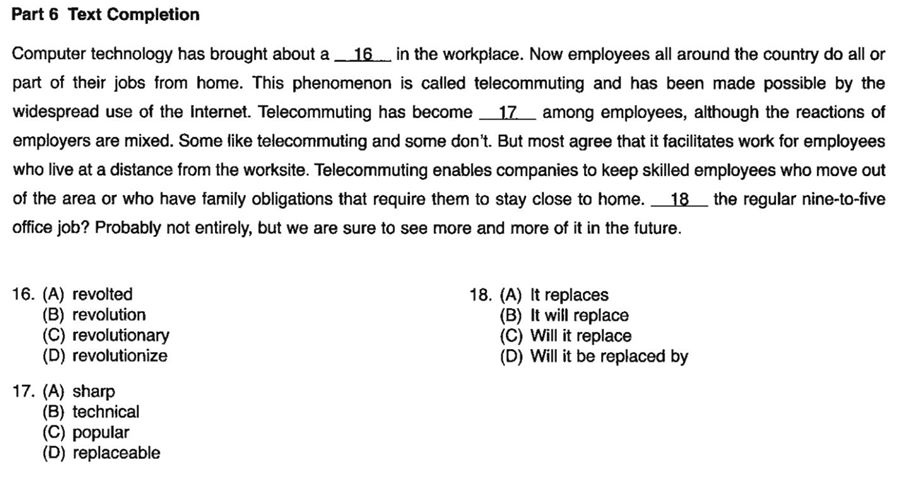 Part 6 Text Completion
Computer technology has brought about a __16__ in the workplace. Now employees all around the country do all or
part of their jobs from home. This phenomenon is called telecommuting and has been made possible by the
widespread use of the Internet. Telecommuting has become __17__ among employees, although the reactions of
employers are mixed. Some like telecommuting and some don't. But most agree that it facilitates work for employees
who live at a distance from the worksite. Telecommuting enables companies to keep skilled employees who move out
of the area or who have family obligations that require them to stay close to home. __18__ the regular nine-to-five
office job? Probably not entirely, but we are sure to see more and more of it in the future.
16. (A) revolted
(B) revolution
(C) revolutionary
(D) revolutionize
17. (A) sharp
(B) technical
(C) popular
(D) replaceable
18. (A) It replaces
(B) It will replace
(C) Will it replace
(D) Will it be replaced by